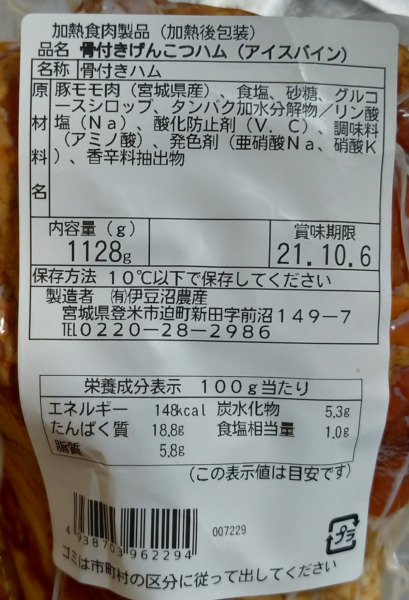 加熱食肉製品（加熱後包装）
品名 骨付きげんこつハム（アイスバイン）
名称 骨付きハム
原材料名 豚モモ肉（宮城県産）、食塩、砂糖、グルコ
ースシロップ、タンパク加水分解物／リン酸
塩（Ｎａ）、酸化防止剤（Ｖ．Ｃ）、調味料
（アミノ酸）、発色剤（亜硝酸Ｎａ、硝酸Ｋ
）、香辛料抽出物
内容量（g） 賞味期限
1128g 21.10.6
保存方法 １０℃以下で保存してください
製造者 ㈲伊豆沼農産
宮城県登米市迫町新田字前沼１４９－７
TEL０２２０－２８－２９８６
栄養成分表示 １００ｇ当たり
エネルギー 148kcal 炭水化物 5.3g
たんぱく質 18.8g 食塩相当量 1.0g
脂質 5.8g
（この表示値は目安です）
007229
4938703962294
プラ
ゴミは市町村の区分に従って出してください